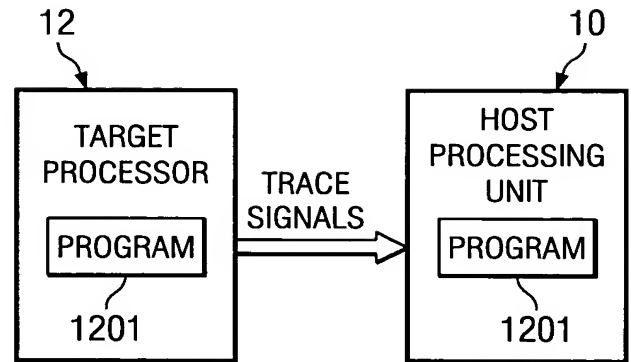 12
10
TARGET
PROCESSOR
PROGRAM
1201
TRACE
SIGNALS
HOST
PROCESSING
UNIT
PROGRAM
1201